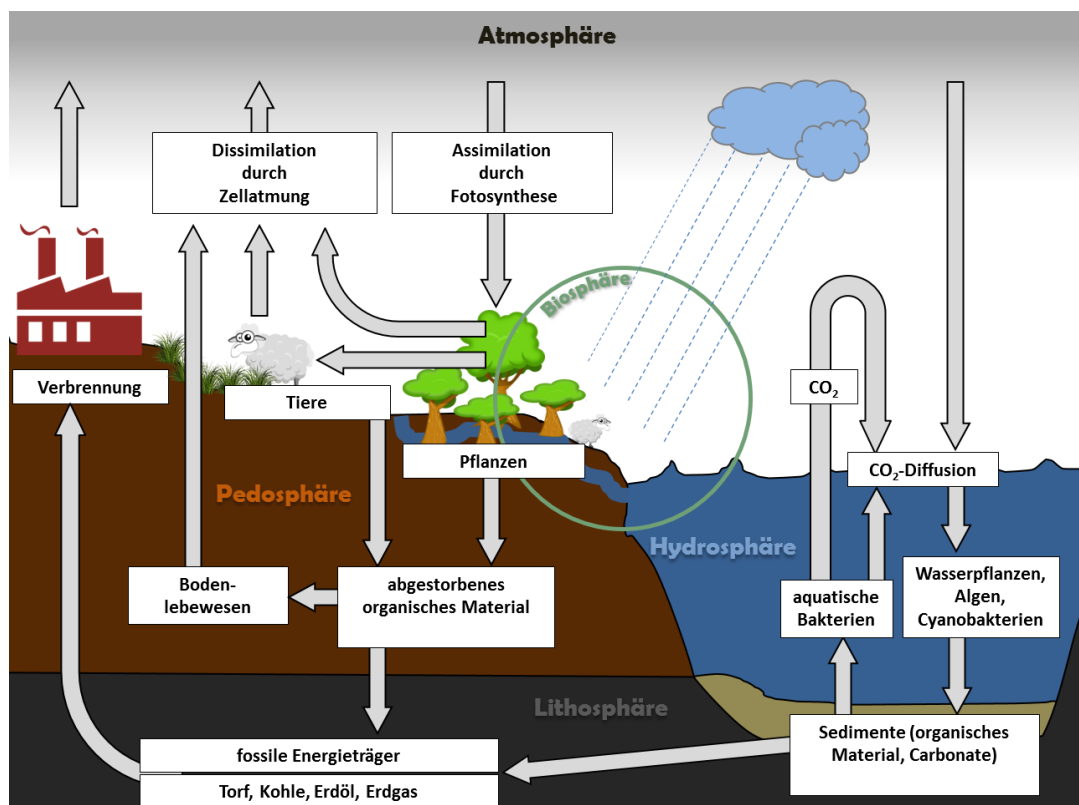 Atmosphäre
Dissimilation
durch
Zellatmung
Assimilation
durch
Fotosynthese
Biosphäre
Verbrennung
Tiere
CO₂
Pflanzen
CO₂-Diffusion
Pedosphäre
Hydrosphäre
Boden-
lebewesen
abgestorbenes
organisches Material
aquatische
Bakterien
Wasserpflanzen,
Algen,
Cyanobakterien
Lithosphäre
Sedimente (organisches
Material, Carbonate)
fossile Energieträger
Torf, Kohle, Erdöl, Erdgas